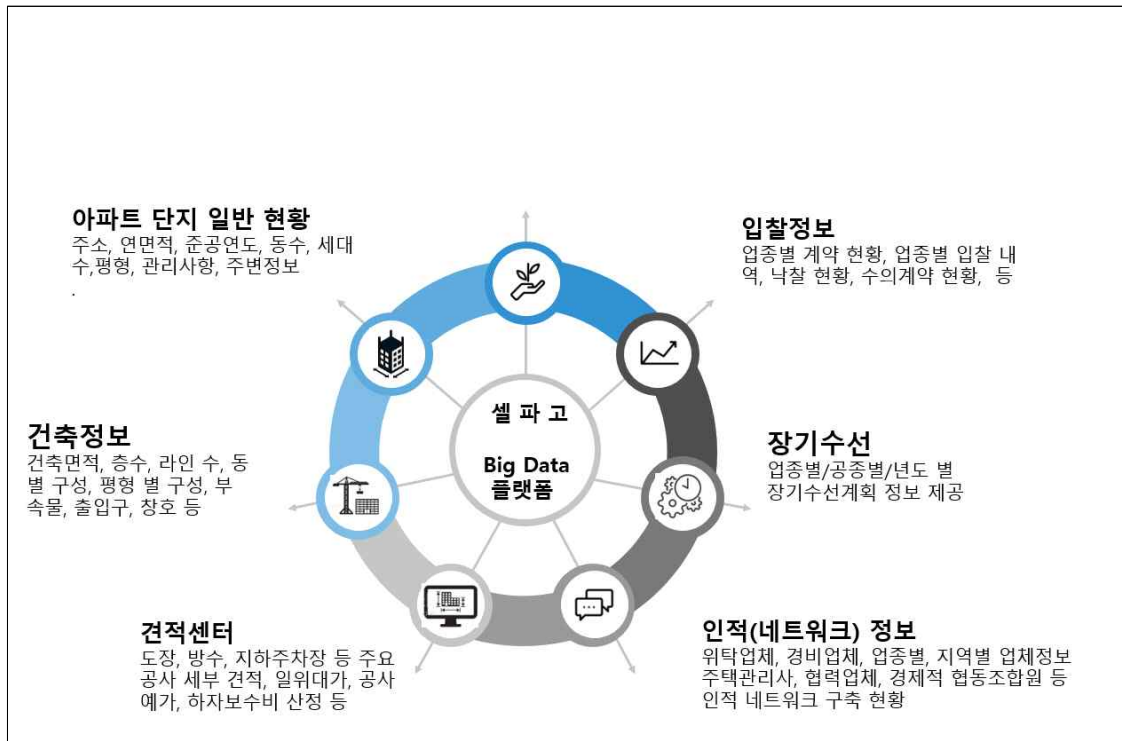 아파트 단지 일반 현황
주소, 연면적, 준공연도, 동수, 세대
수,평형, 관리사항, 주변정보
.
입찰정보
업종별 계약 현황, 업종별 입찰 내
역, 낙찰 현황, 수의계약 현황, 등
셀 파 고
Big Data
플랫폼
건축정보
건축면적, 층수, 라인 수, 동
별 구성, 평형 별 구성, 부
속물, 출입구, 창호 등
장기수선
업종별/공종별/년도 별
장기수선계획 정보 제공
견적센터
도장, 방수, 지하주차장 등 주요
공사 세부 견적, 일위대가, 공사
예가, 하자보수비 산정 등
인적(네트워크) 정보
위탁업체, 경비업체, 업종별, 지역별 업체정보
주택관리사, 협력업체, 경제적 협동조합원 등
인적 네트워크 구축 현황